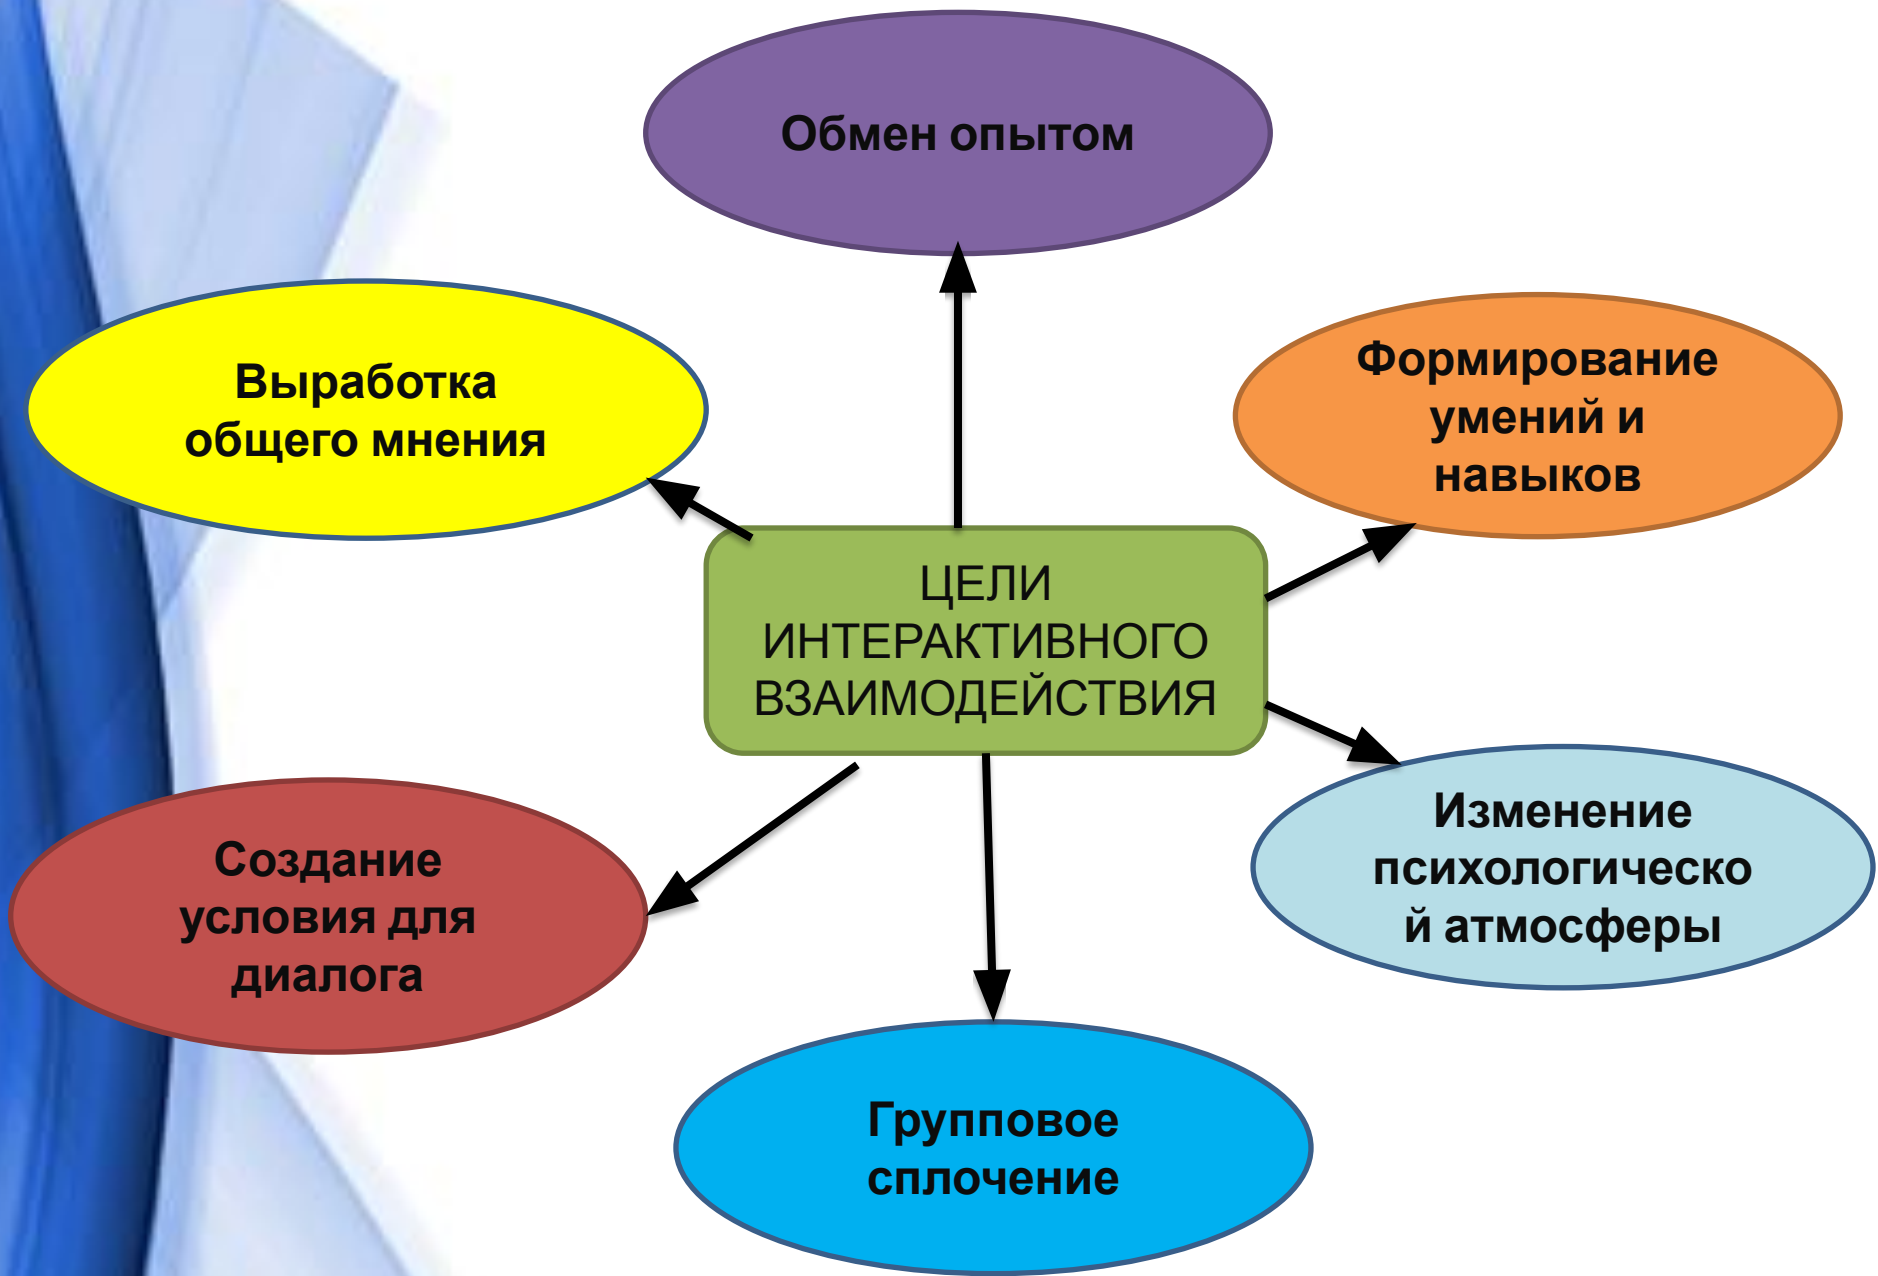 Обмен опытом
Выработка
общего мнения
Формирование
умений и
навыков
ЦЕЛИ
ИНТЕРАКТИВНОГО
ВЗАИМОДЕЙСТВИЯ
Создание
условия для
диалога
Изменение
психологическо
й атмосферы
Групповое
сплочение